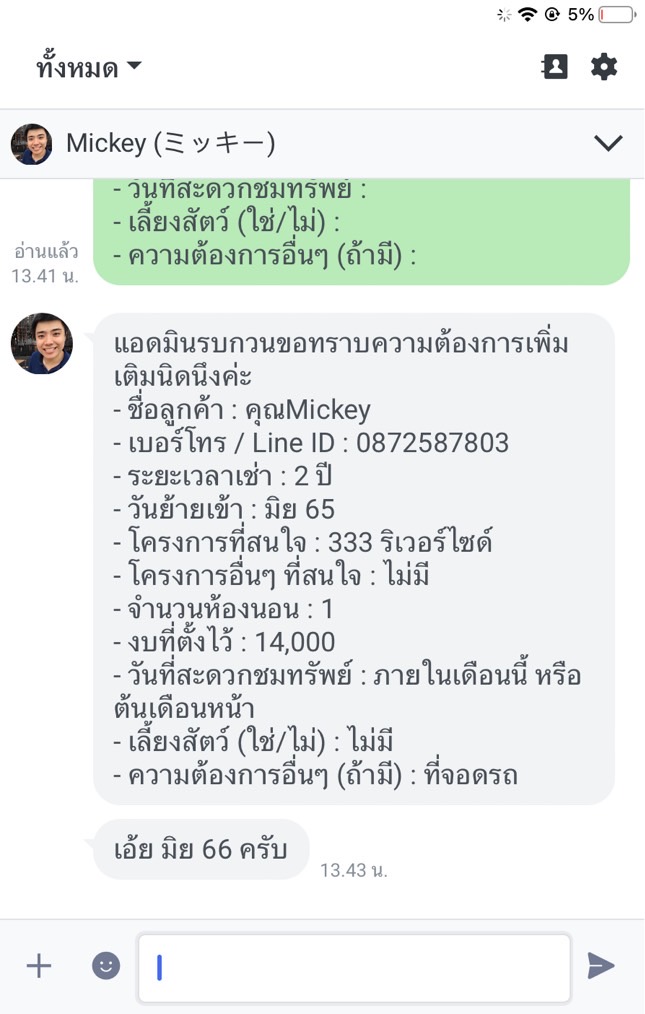 5%
ทั้งหมด
Mickey (ミッキー)
- วันที่สะดวกชมทรัพย์ :
- เลี้ยงสัตว์ (ใช่/ไม่) :
- ความต้องการอื่นๆ (ถ้ามี) :
อ่านแล้ว
13.41 น.
แอดมินรบกวนขอทราบความต้องการเพิ่ม
เติมนิดนึงค่ะ
- ชื่อลูกค้า : คุณMickey
- เบอร์โทร / Line ID : 0872587803
- ระยะเวลาเช่า : 2 ปี
- วันย้ายเข้า : มิย 65
- โครงการที่สนใจ : 333 ริเวอร์ไซด์
- โครงการอื่นๆ ที่สนใจ : ไม่มี
- จำนวนห้องนอน : 1
- งบที่ตั้งไว้ : 14,000
- วันที่สะดวกชมทรัพย์ : ภายในเดือนนี้ หรือ
ต้นเดือนหน้า
- เลี้ยงสัตว์ (ใช่/ไม่) : ไม่มี
- ความต้องการอื่นๆ (ถ้ามี) : ที่จอดรถ
เอ้ย มิย 66 ครับ
13.43 น.